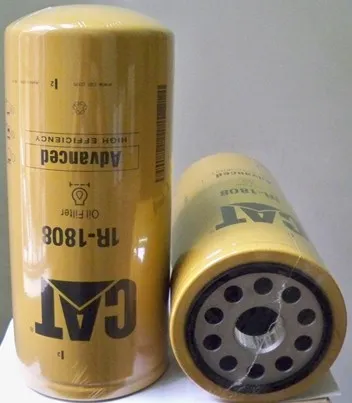 CAT®
1R-1808
Oil Filter
Advanced
HIGH EFFICIENCY
1R-1808
CAT